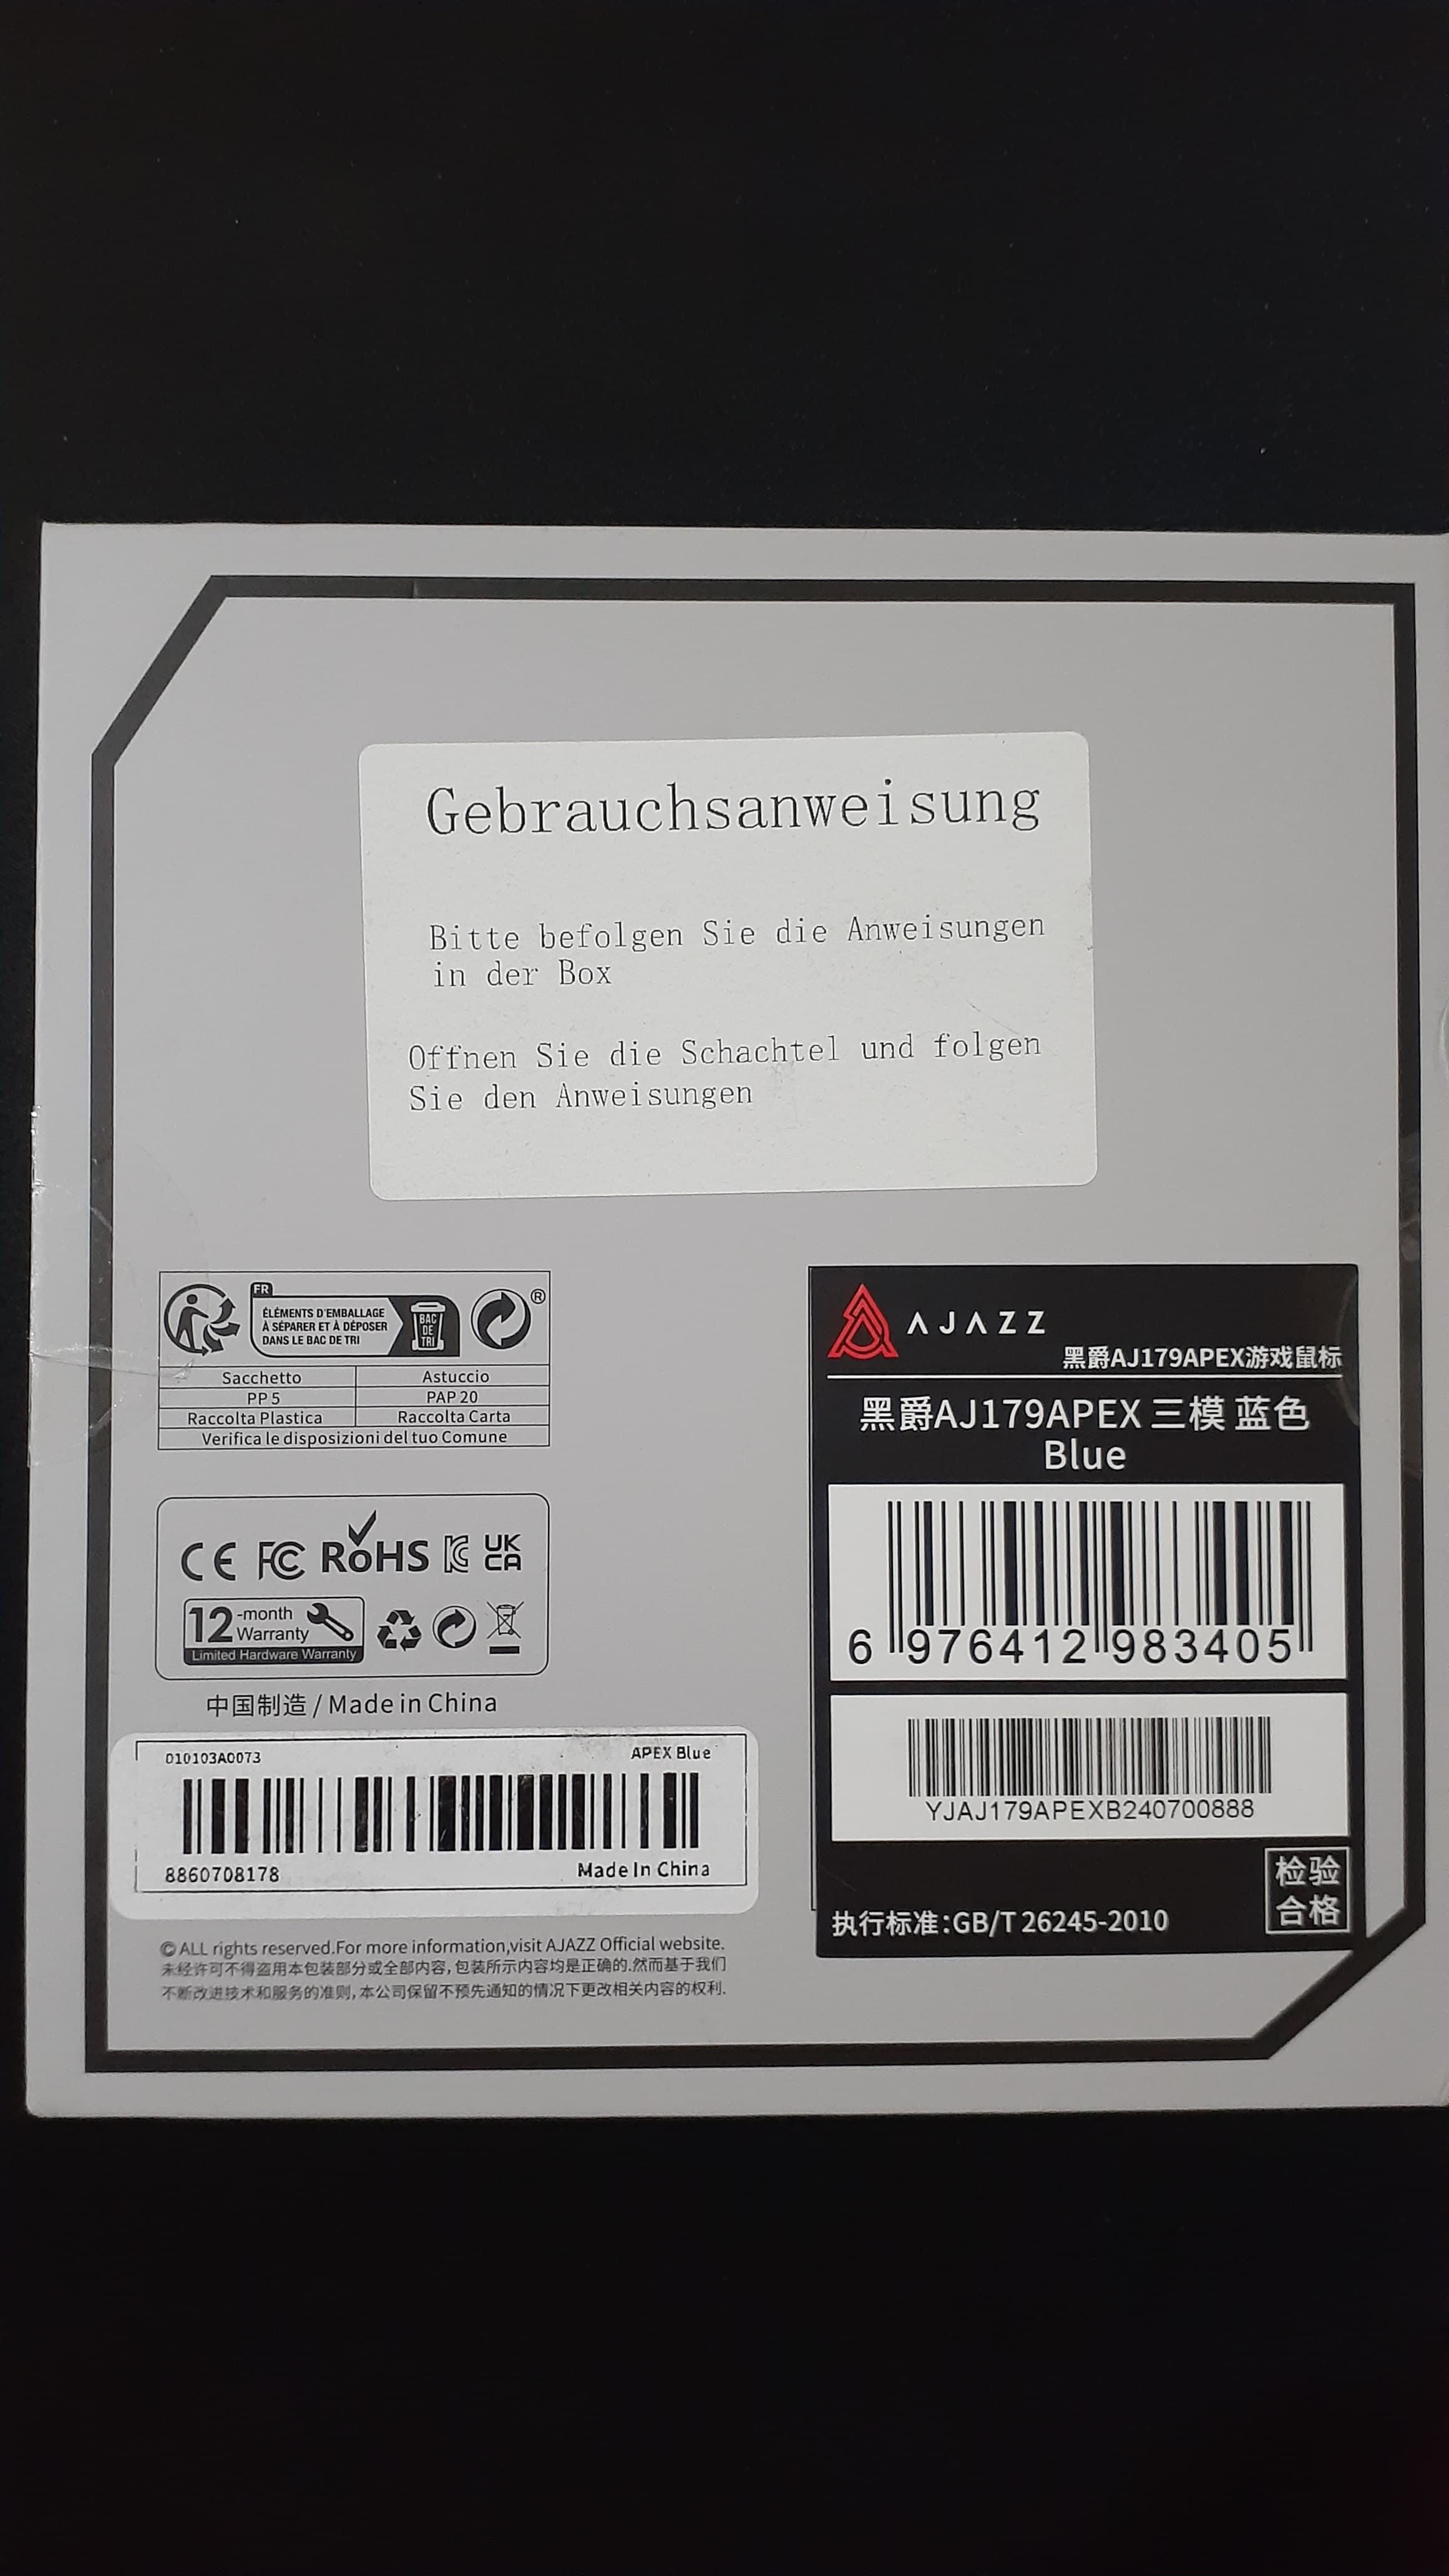 Gebrauchsanweisung
Bitte befolgen Sie die Anweisungen
in der Box
Offnen Sie die Schachtel und folgen
Sie den Anweisungen
FR
ÉLÉMENTS D'EMBALLAGE
À SÉPARER ET À DÉPOSER
DANS LE BAC DE TRI
BAC
DE
TRI
®
Sacchetto Astuccio
PP 5 PAP 20
Raccolta Plastica Raccolta Carta
Verifica le disposizioni del tuo Comune
CE FC RoHS KC UK
CA
12-month
Warranty
Limited Hardware Warranty
中国制造 / Made in China
010103A0073 APEX Blue
8860708178 Made In China
© ALL rights reserved.For more information,visit AJAZZ Official website.
未经许可不得盗用本包装部分或全部内容,包装所示内容均是正确的.然而基于我们
不断改进技术和服务的准则,本公司保留不预先通知的情况下更改相关内容的权利.
AJAZZ
黑爵AJ179APEX游戏鼠标
黑爵AJ179APEX 三模 蓝色
Blue
6 976412 983405
YJAJ179APEXB240700888
检验
合格
执行标准:GB/T 26245-2010